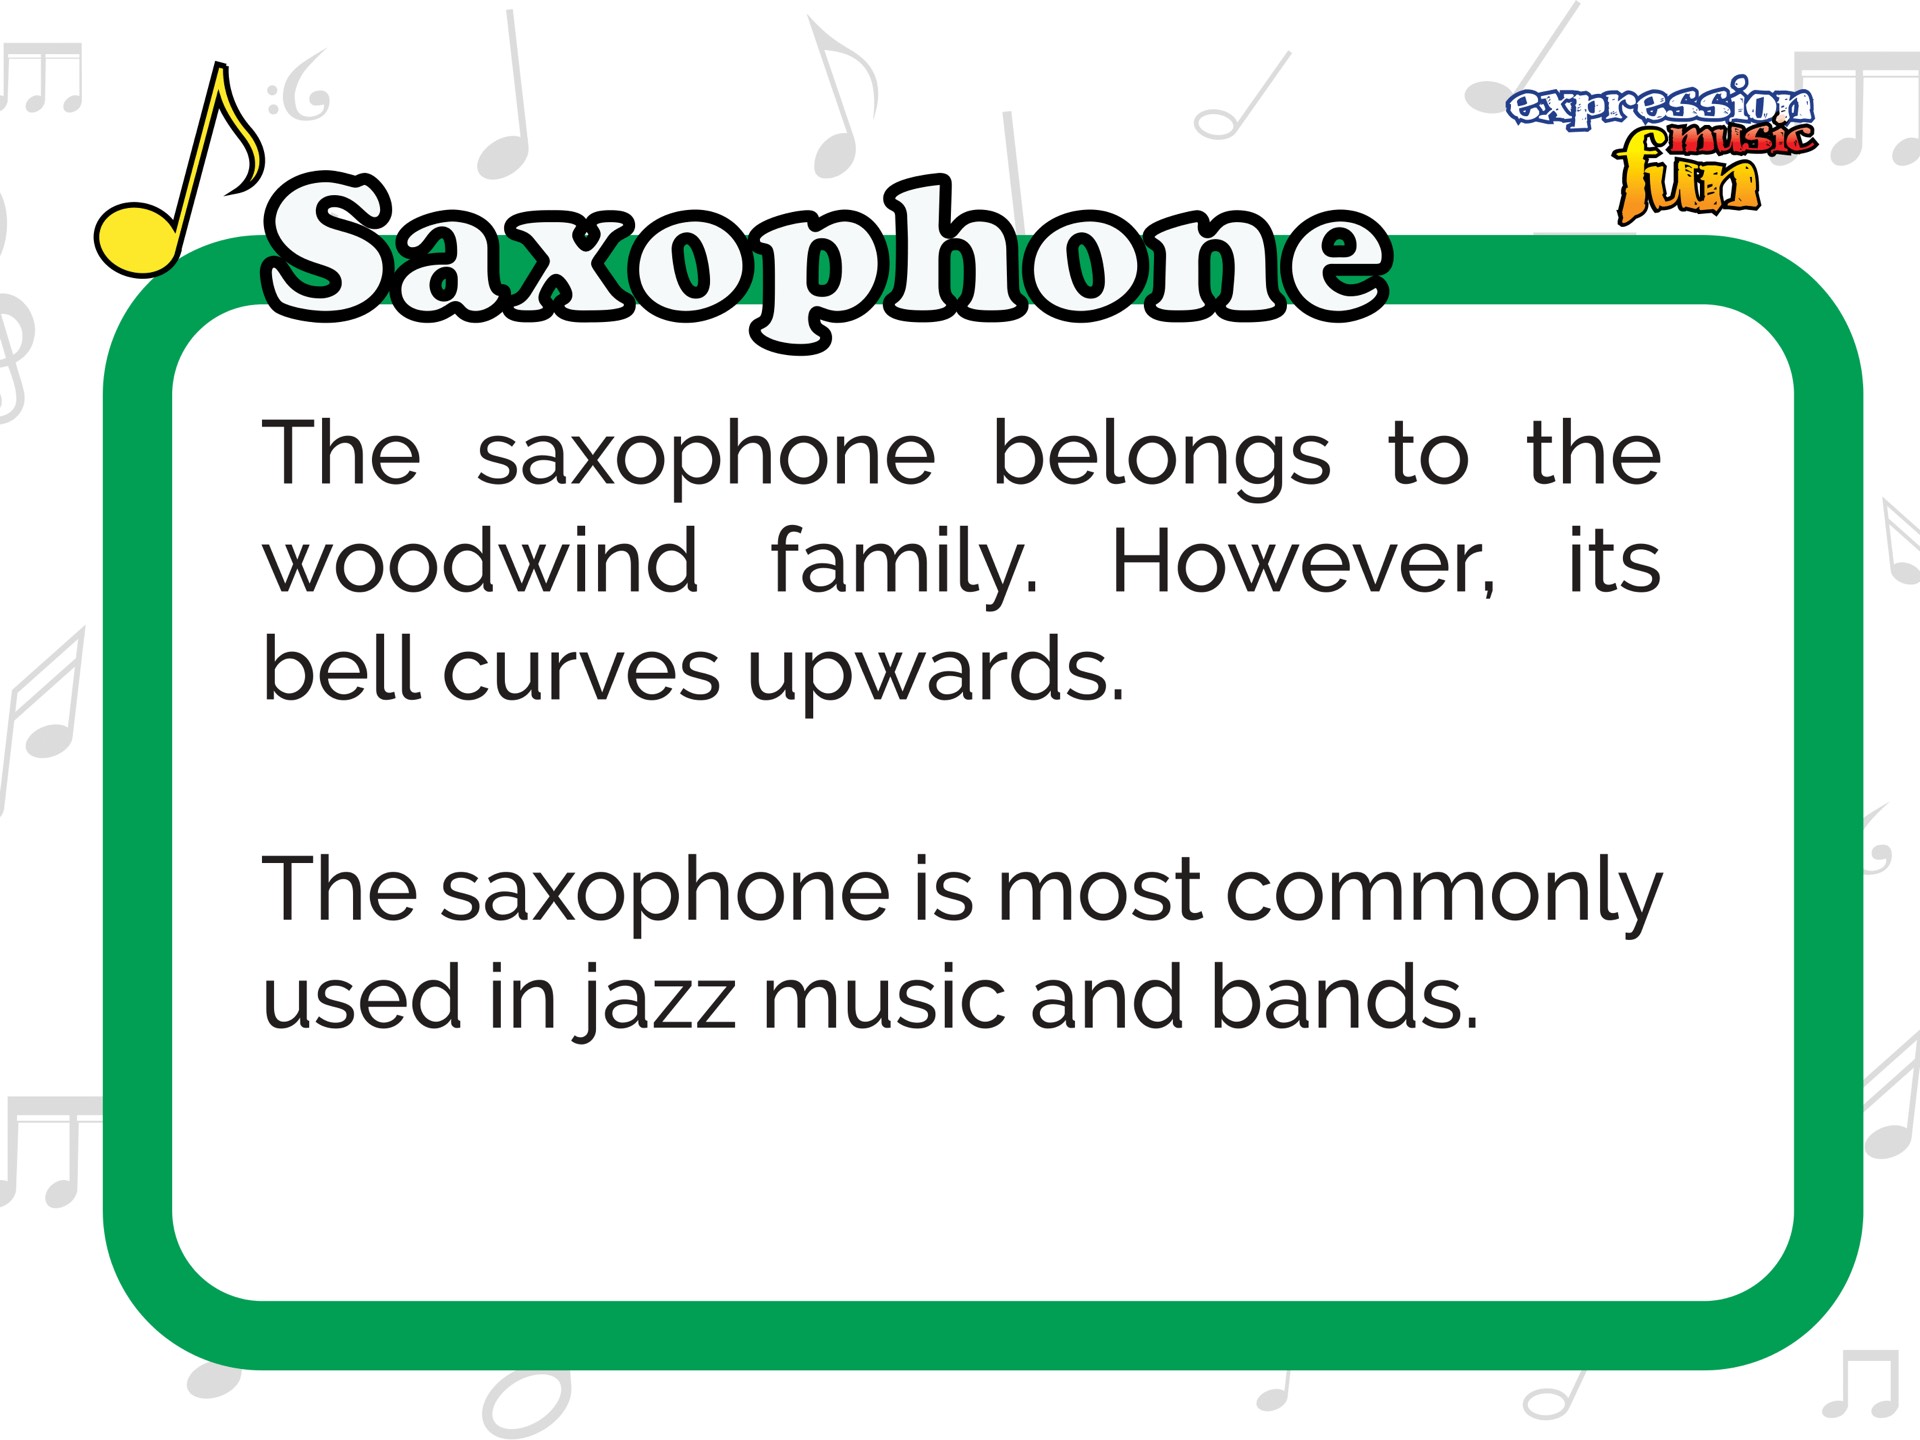 expression
music
fun
Saxophone
The saxophone belongs to the
woodwind family. However, its
bell curves upwards.
The saxophone is most commonly
used in jazz music and bands.